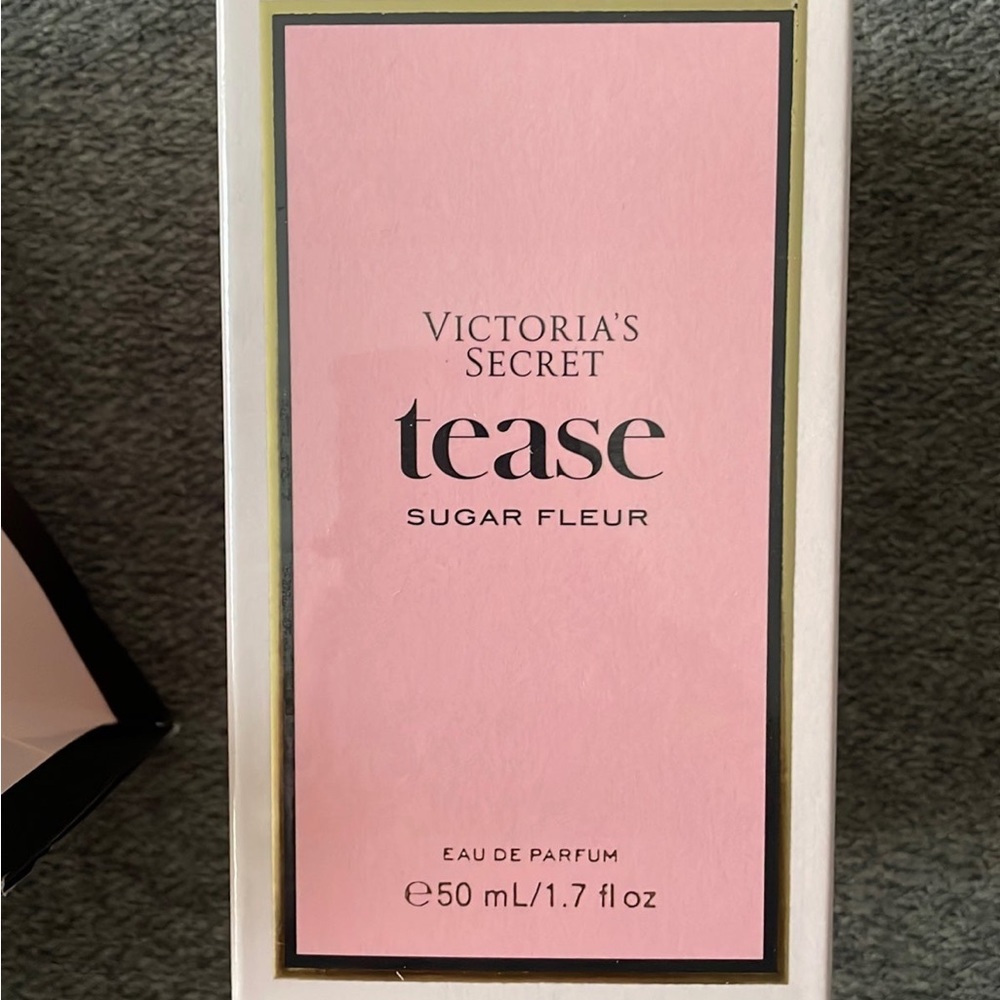 VICTORIA'S
SECRET
tease
SUGAR FLEUR
EAU DE PARFUM
℮50 mL/1.7 fl oz